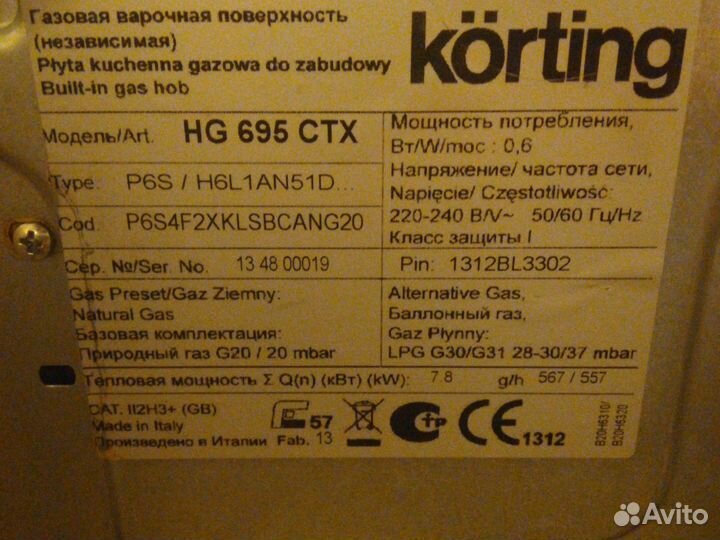 Газовая варочная поверхность
(независимая)
Płyta kuchenna gazowa do zabudowy
Built-in gas hob
körting
Модель/Art. HG 695 CTX
Type: P6S / H6L1AN51D...
Cod. P6S4F2XKLSBCANG20
Сер. №/Ser. No. 13 48 00019
Мощность потребления,
Вт/W/moc : 0,6
Напряжение/ частота сети,
Napięcie/ Częstotliwość:
220-240 В/V~ 50/60 Гц/Hz
Класс защиты I
Pin: 1312BL3302
Gas Preset/Gaz Ziemny:
Natural Gas
Базовая комплектация:
Природный газ G20 / 20 mbar
Alternative Gas,
Баллонный газ,
Gaz Płynny:
LPG G30/G31 28-30/37 mbar
Тепловая мощность Σ Q(n) (кВт) (kW): 7.8 g/h 567 / 557
CAT. II2H3+ (GB)
Made in Italy
Произведено в Италии Fab. 13
57
СТР
CE 1312
B20H6310/
B20H6320
Avito